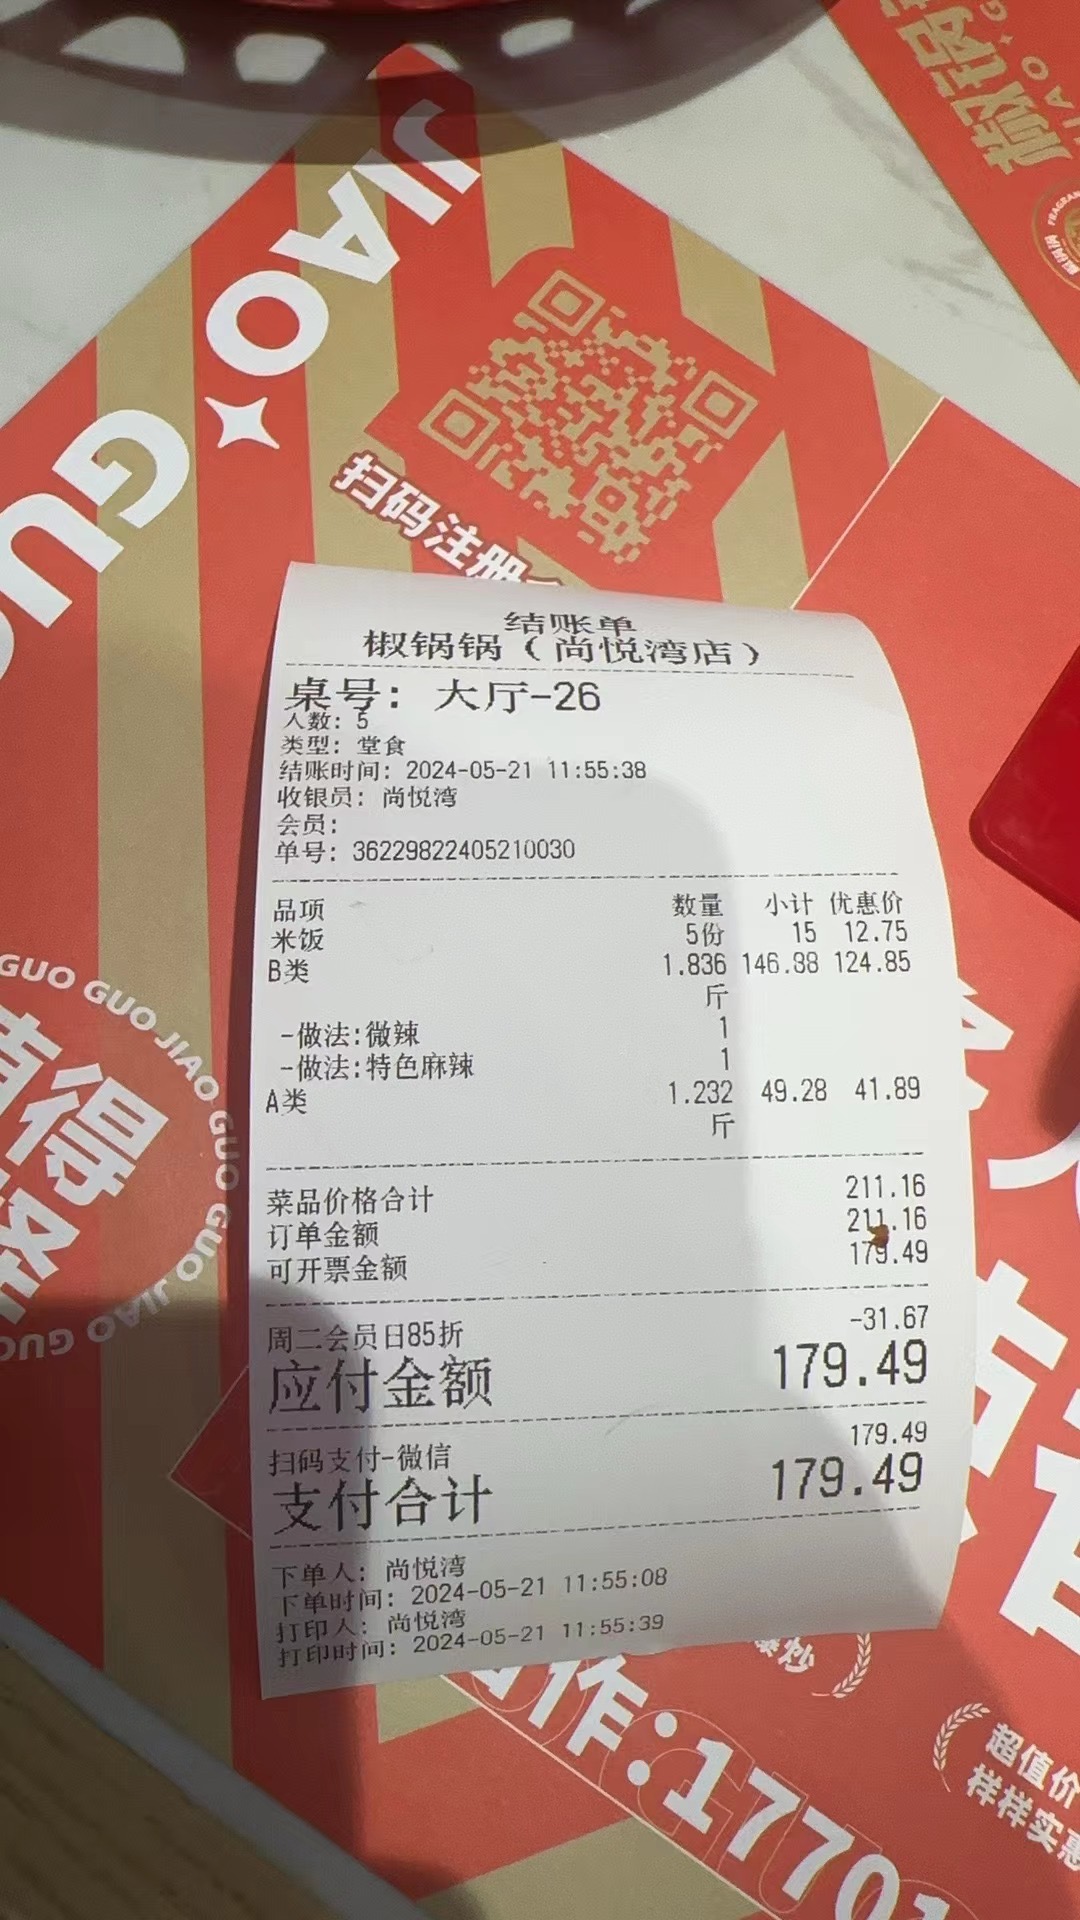 JIAO
GUO
扫码注册
结账单
椒锅锅（尚悦湾店）
桌号: 大厅-26
人数: 5
类型: 堂食
结账时间: 2024-05-21 11:55:38
收银员: 尚悦湾
会员:
单号: 36229822405210030
品项 数量 小计 优惠价
米饭 5份 15 12.75
B类 1.836 146.88 124.85
斤
-做法:微辣 1
-做法:特色麻辣 1
A类 1.232 49.28 41.89
斤
菜品价格合计 211.16
订单金额 211.16
可开票金额 179.49
周二会员日85折 -31.67
应付金额 179.49
扫码支付-微信 179.49
支付合计 179.49
下单人: 尚悦湾
下单时间: 2024-05-21 11:55:08
打印人: 尚悦湾
打印时间: 2024-05-21 11:55:39
GUO GUO JIAO GUO GUO JIAO GUO
值得
作:17701
超值价
样样实惠